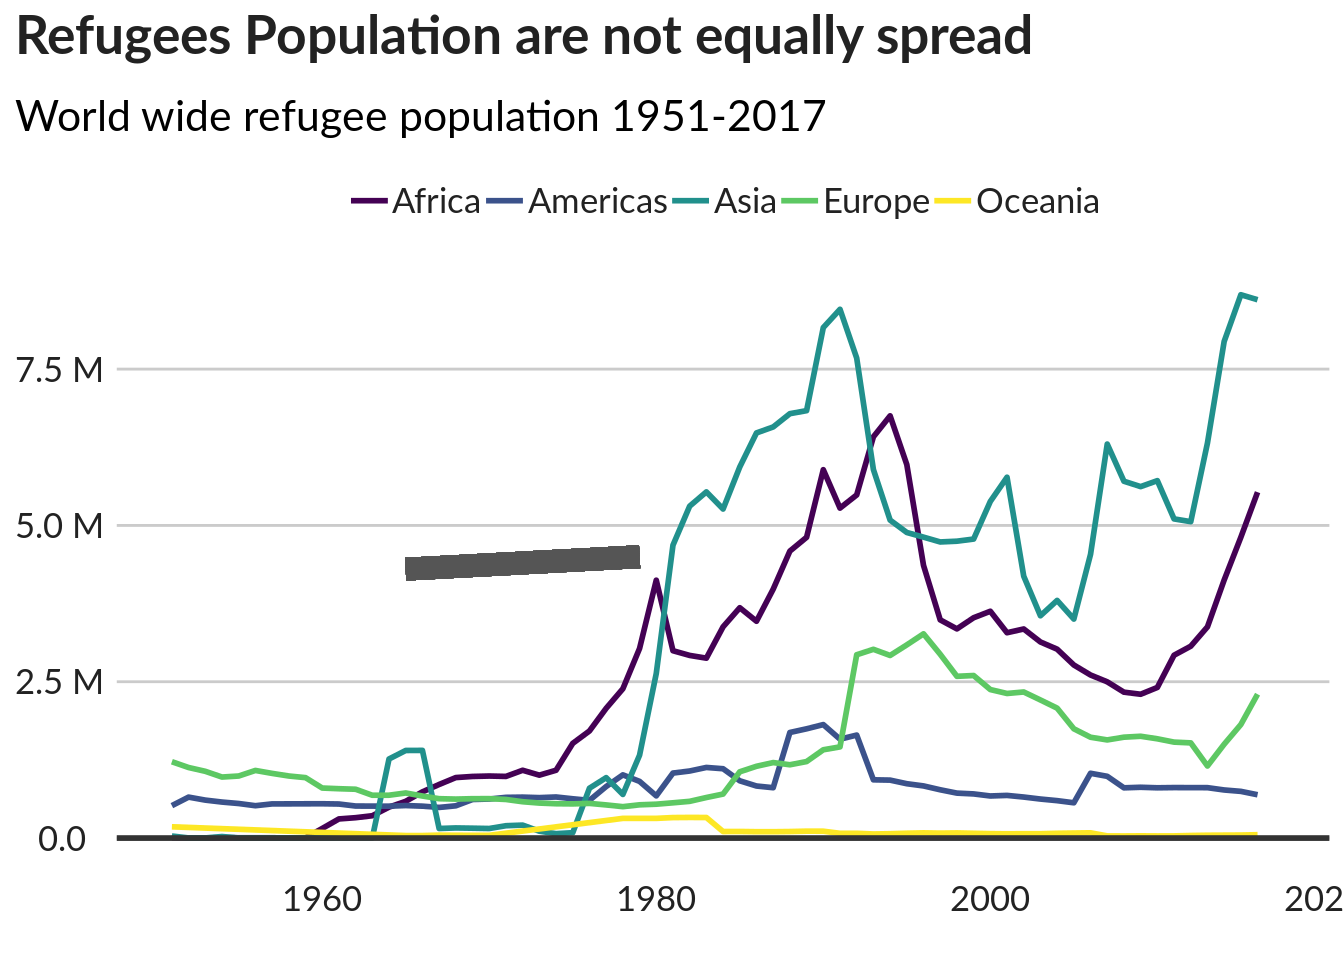 Refugees Population are not equally spread
World wide refugee population 1951-2017
Africa Americas Asia Europe Oceania
7.5 M
5.0 M
2.5 M
0.0
1960 1980 2000 202